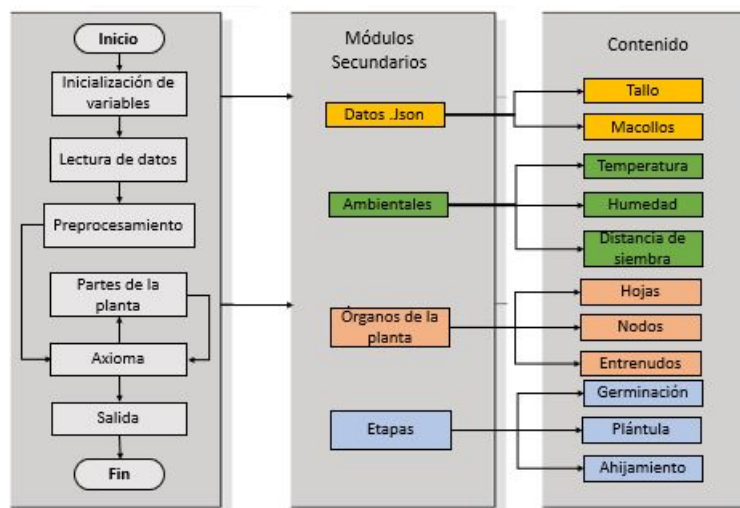 Inicio
Inicialización de
variables
Lectura de datos
Preprocesamiento
Partes de la
planta
Axioma
Salida
Fin
Módulos
Secundarios
Datos .Json
Ambientales
Órganos de la
planta
Etapas
Contenido
Tallo
Macollos
Temperatura
Humedad
Distancia de
siembra
Hojas
Nodos
Entrenudos
Germinación
Plántula
Ahijamiento